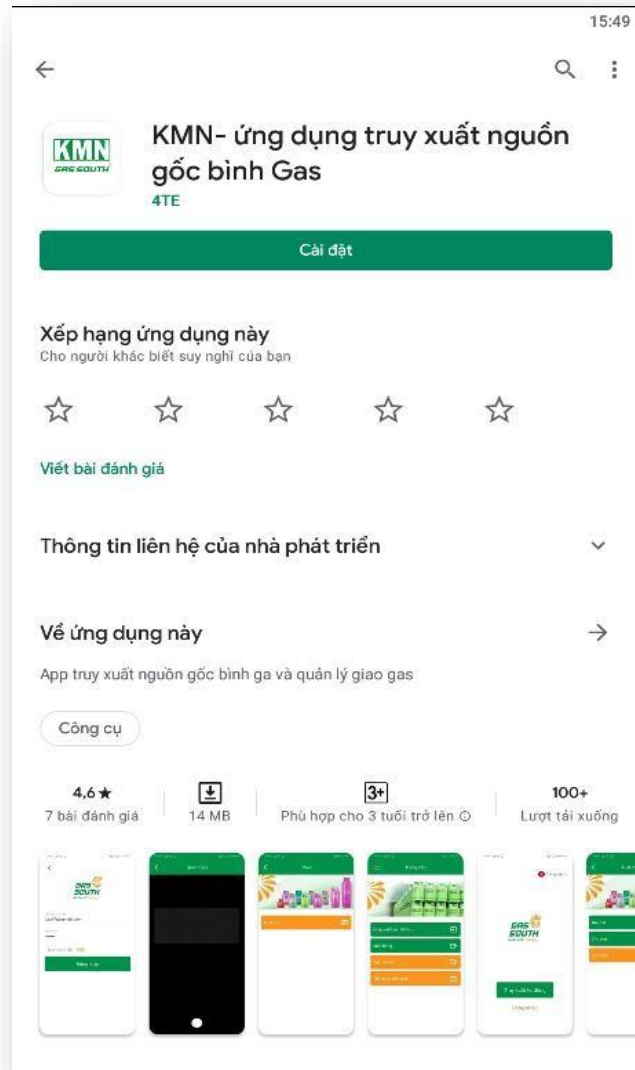 15:49
KMN
GAS SOUTH
KMN- ứng dụng truy xuất nguồn
gốc bình Gas
4TE
Cài đặt
Xếp hạng ứng dụng này
Cho người khác biết suy nghĩ của bạn
Viết bài đánh giá
Thông tin liên hệ của nhà phát triển
Về ứng dụng này
App truy xuất nguồn gốc bình ga và quản lý giao gas
Công cụ
4,6★
7 bài đánh giá
14 MB
3+
Phù hợp cho 3 tuổi trở lên
100+
Lượt tải xuống
GAS
SOUTH
GAS
SOUTH